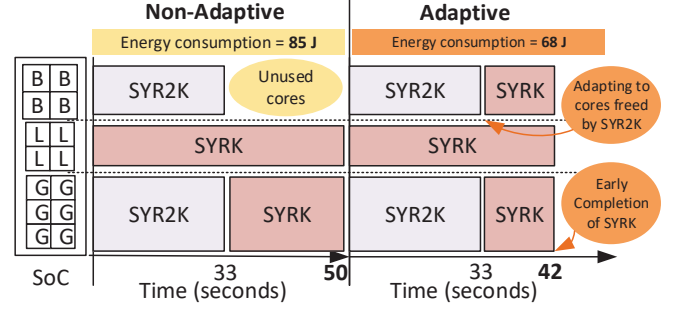 Non-Adaptive
Adaptive
Energy consumption = 85 J
Energy consumption = 68 J
B B
B B
L L
L L
G G
G G
G G
SoC
SYR2K
Unused
cores
SYRK
SYR2K
SYRK
SYR2K
SYRK
Adapting to
cores freed
by SYR2K
SYRK
SYR2K
SYRK
Early
Completion
of SYRK
33
50
33
42
Time (seconds)
Time (seconds)